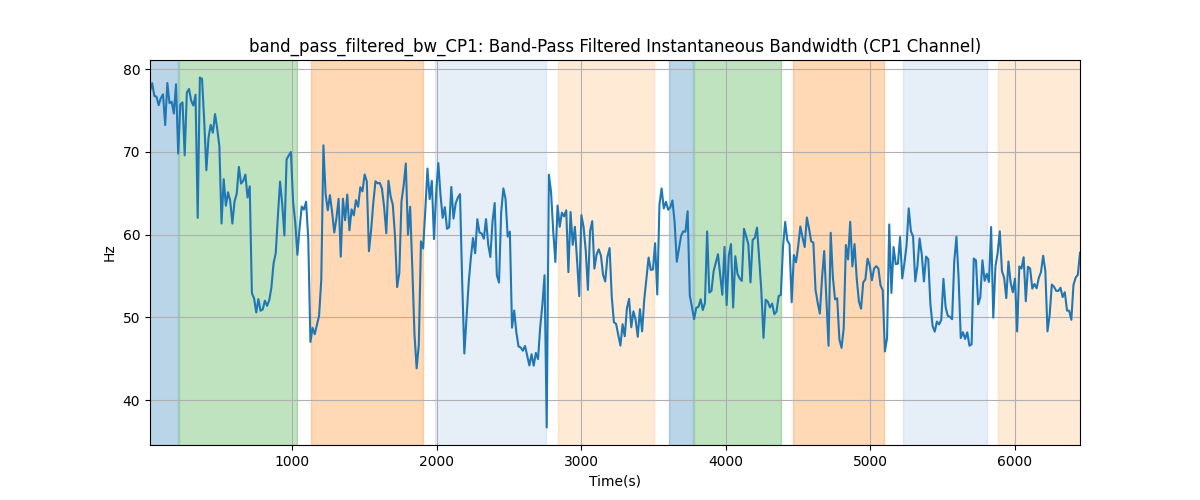 band_pass_filtered_bw_CP1: Band-Pass Filtered Instantaneous Bandwidth (CP1 Channel)
80
70
60
50
40
Hz
1000 2000 3000 4000 5000 6000
Time(s)